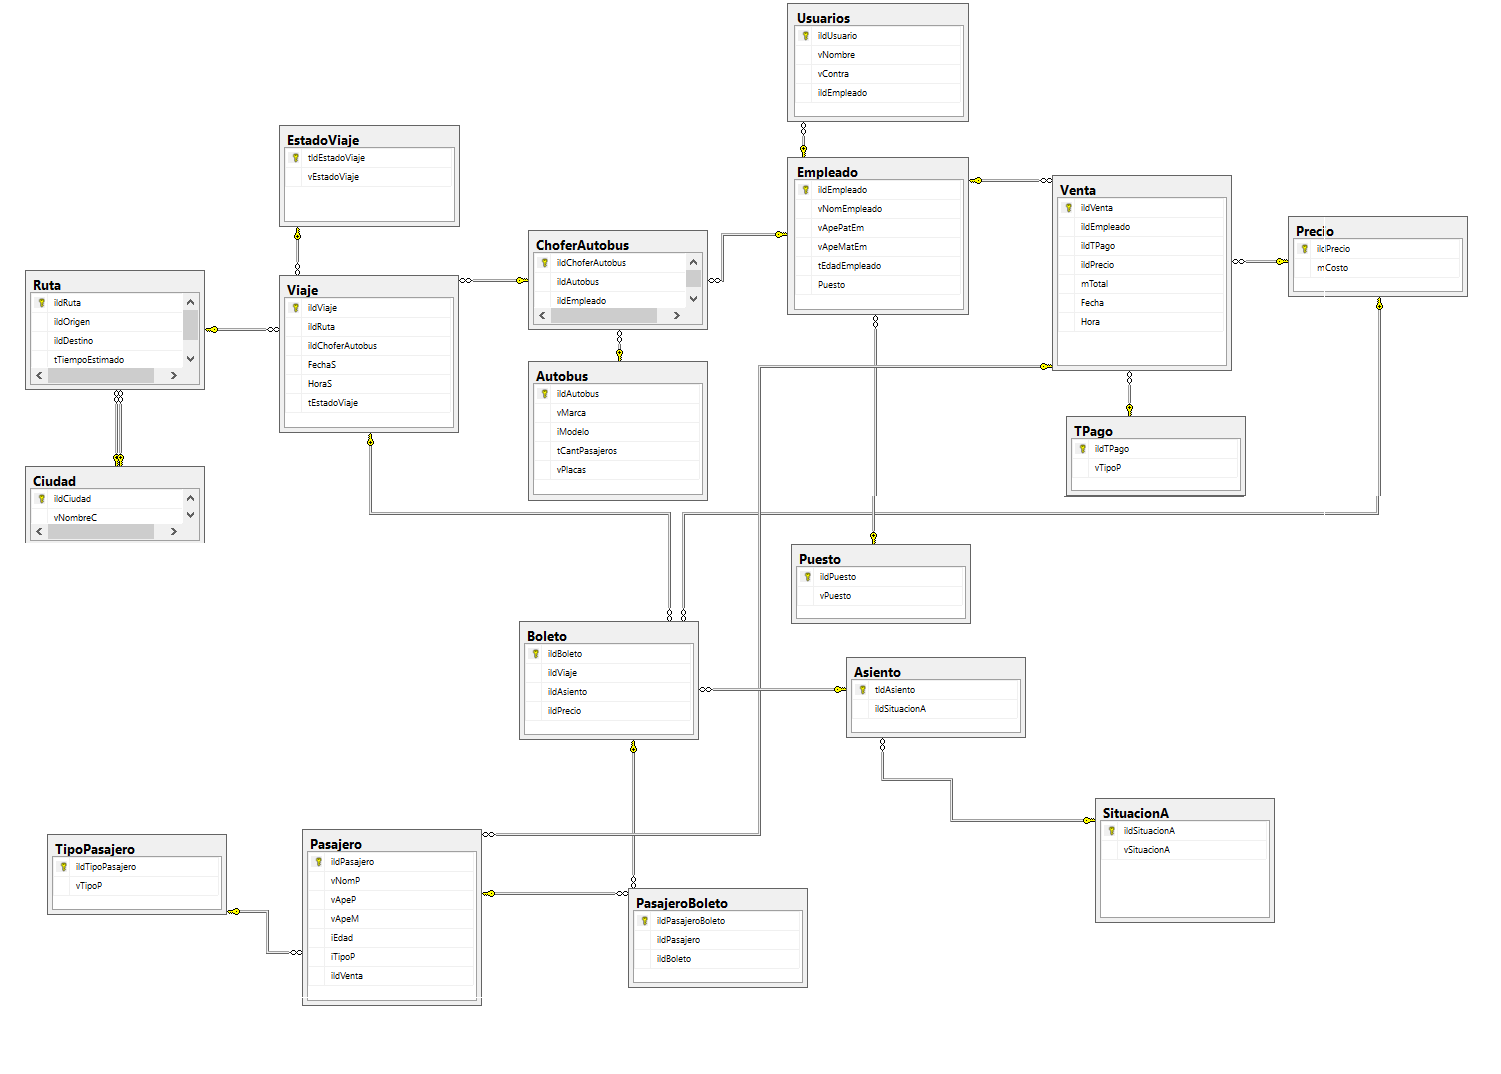 Usuarios
iIdUsuario
vNombre
vContra
iIdEmpleado
EstadoViaje
tIdEstadoViaje
vEstadoViaje
Empleado
iIdEmpleado
vNomEmpleado
vApePatEm
vApeMatEm
tEdadEmpleado
Puesto
Venta
iIdVenta
iIdEmpleado
iIdTPago
iIdPrecio
mTotal
Fecha
Hora
Precio
iIdPrecio
mCosto
ChoferAutobus
iIdChoferAutobus
iIdAutobus
iIdEmpleado
Ruta
iIdRuta
iIdOrigen
iIdDestino
tTiempoEstimado
Viaje
iIdViaje
iIdRuta
iIdChoferAutobus
FechaS
HoraS
tEstadoViaje
Autobus
iIdAutobus
vMarca
iModelo
tCantPasajeros
vPlacas
TPago
iIdTPago
vTipoP
Ciudad
iIdCiudad
vNombreC
Puesto
iIdPuesto
vPuesto
Boleto
iIdBoleto
iIdViaje
iIdAsiento
iIdPrecio
Asiento
tIdAsiento
iIdSituacionA
SituacionA
iIdSituacionA
vSituacionA
TipoPasajero
iIdTipoPasajero
vTipoP
Pasajero
iIdPasajero
vNomP
vApeP
vApeM
iEdad
iTipoP
iIdVenta
PasajeroBoleto
iIdPasajeroBoleto
iIdPasajero
iIdBoleto